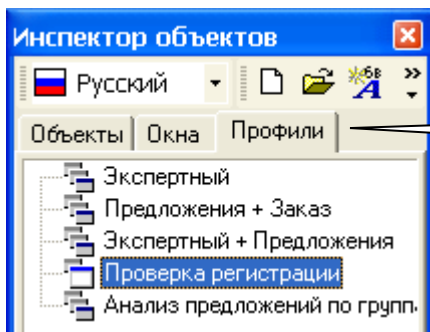 Инспектор объектов
Русский
Объекты Окна Профили
Экспертный
Предложения + Заказ
Экспертный + Предложения
Проверка регистрации
Анализ предложений по групп